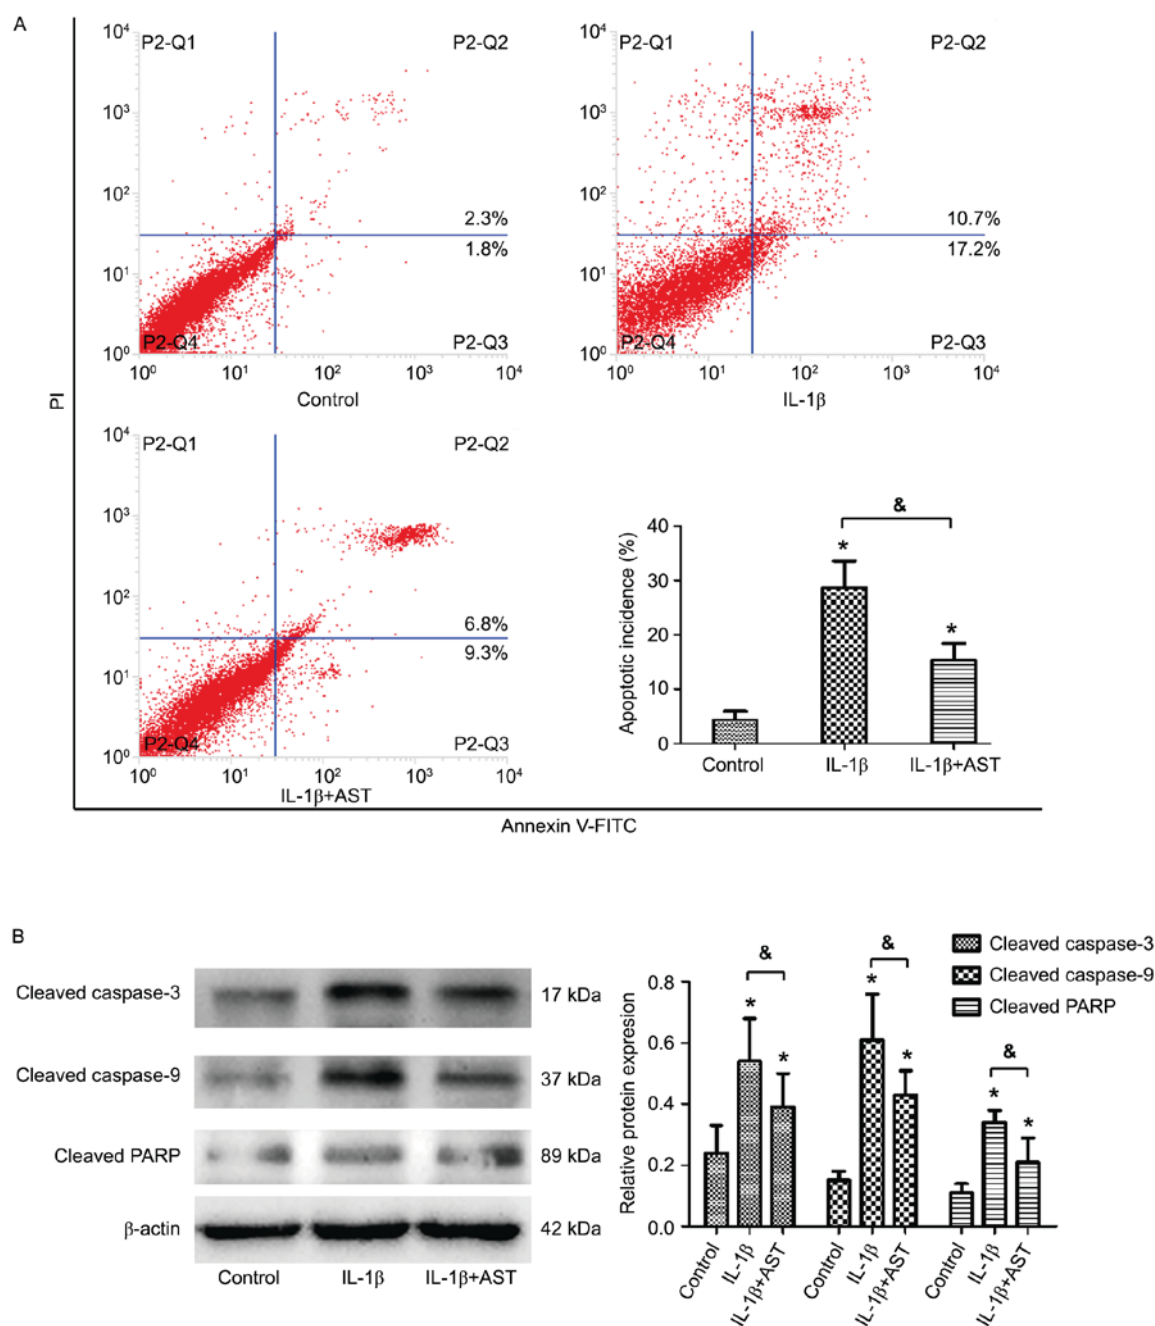 A
P2-Q1 P2-Q2
10⁴
10³
10²
10¹
10⁰
2.3%
1.8%
P2-Q4 P2-Q3
10⁰ 10¹ 10² 10³ 10⁴
Control
P2-Q1 P2-Q2
10⁴
10³
10²
10¹
10⁰
10.7%
17.2%
P2-Q4 P2-Q3
10⁰ 10¹ 10² 10³ 10⁴
IL-1β
PI
P2-Q1 P2-Q2
10⁴
10³
10²
10¹
10⁰
6.8%
9.3%
P2-Q4 P2-Q3
10⁰ 10¹ 10² 10³ 10⁴
IL-1β+AST
Apoptotic incidence (%)
40
30
20
10
0
&
*
*
Control IL-1β IL-1β+AST
Annexin V-FITC
B
Cleaved caspase-3 17 kDa
Cleaved caspase-9 37 kDa
Cleaved PARP 89 kDa
β-actin 42 kDa
Control IL-1β IL-1β+AST
Cleaved caspase-3
Cleaved caspase-9
Cleaved PARP
Relative protein expresion
0.8
0.6
0.4
0.2
0.0
& & &
* * * * * *
Control IL-1β IL-1β+AST Control IL-1β IL-1β+AST Control IL-1β IL-1β+AST